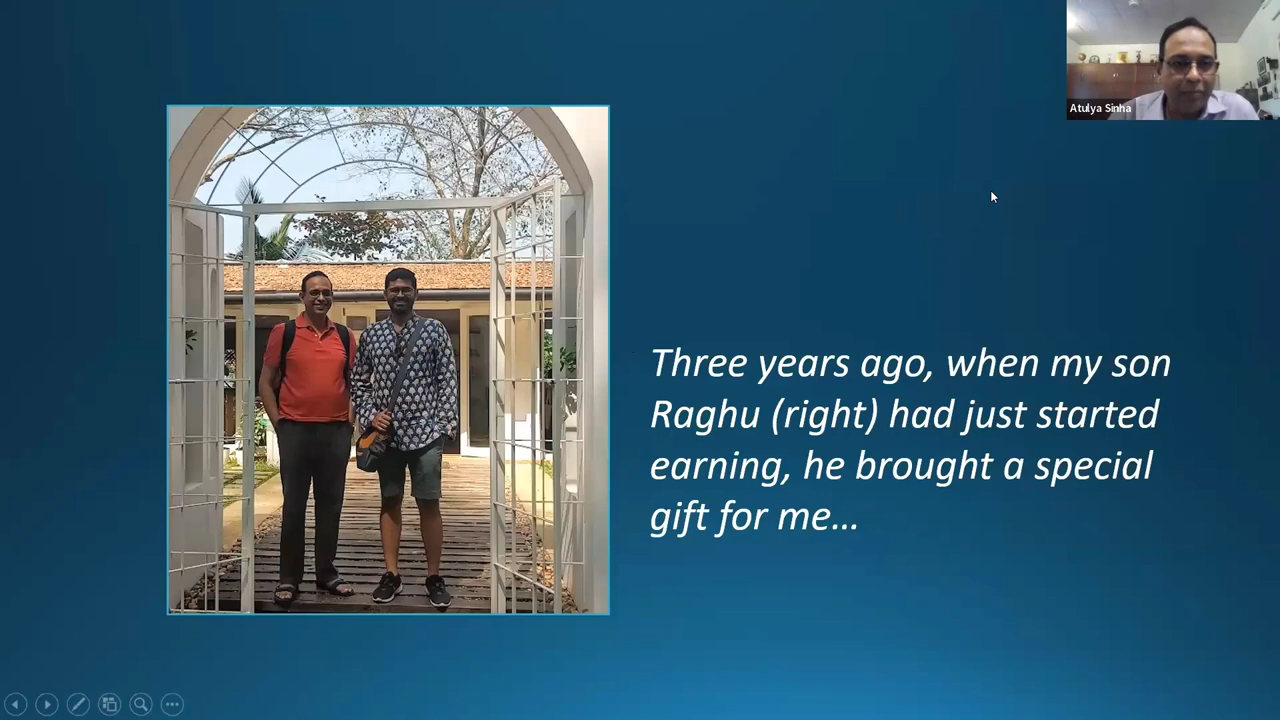 Atulya Sinha
Three years ago, when my son
Raghu (right) had just started
earning, he brought a special
gift for me...